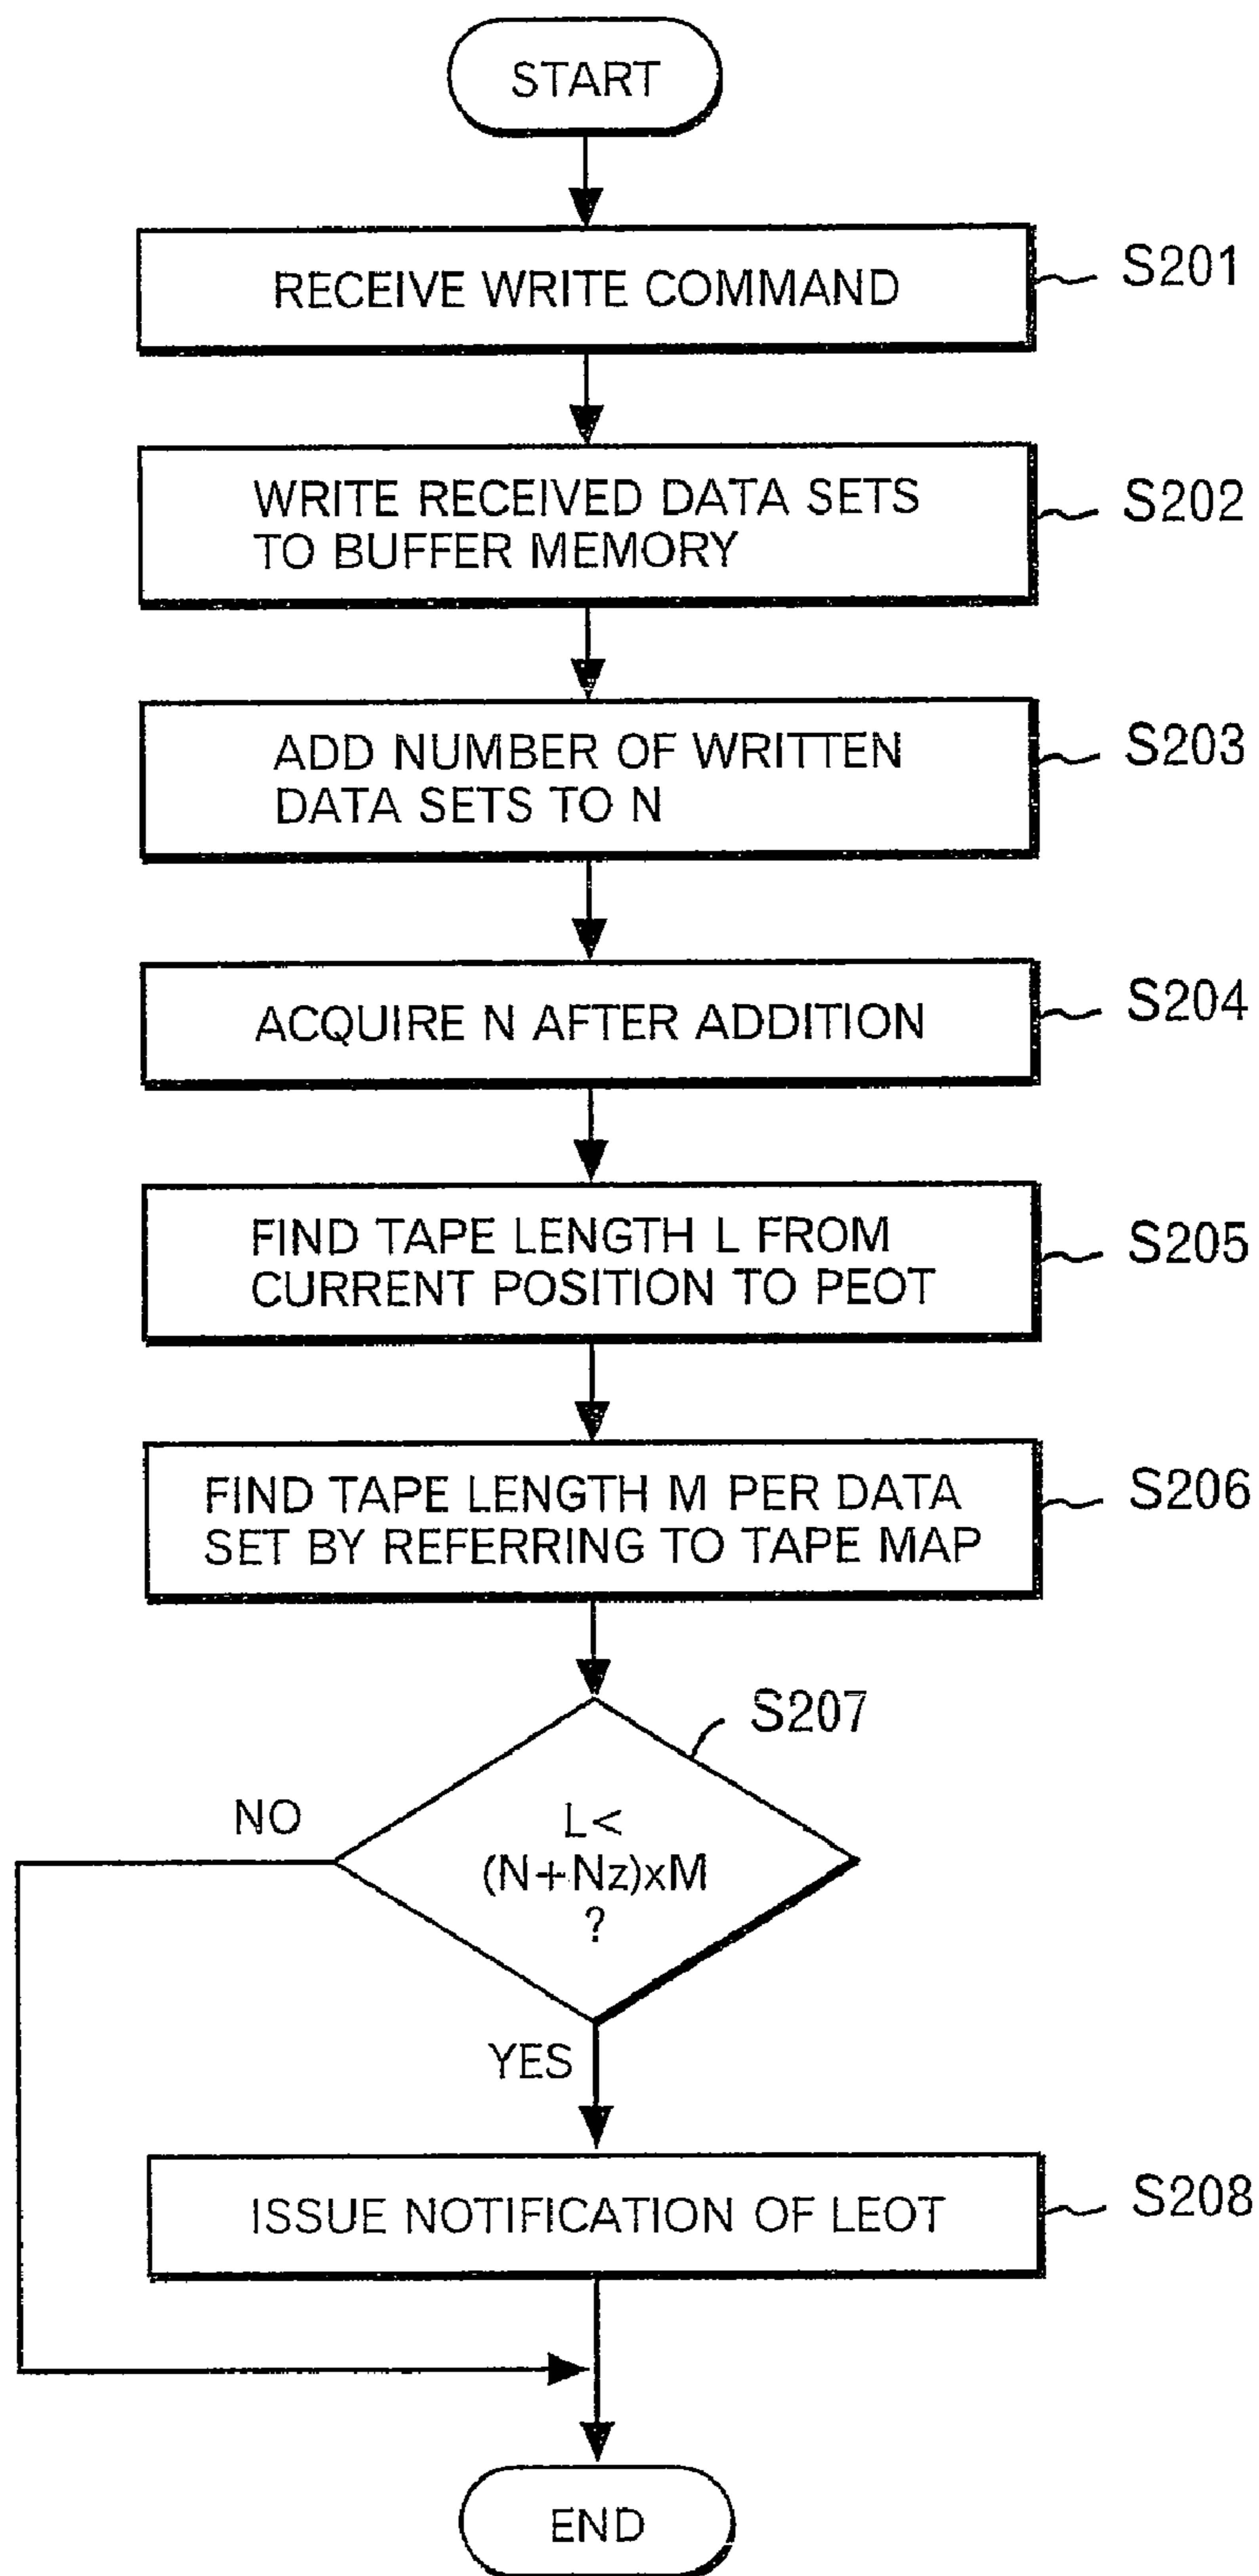 START
RECEIVE WRITE COMMAND
S201
WRITE RECEIVED DATA SETS
TO BUFFER MEMORY
S202
ADD NUMBER OF WRITTEN
DATA SETS TO N
S203
ACQUIRE N AFTER ADDITION
S204
FIND TAPE LENGTH L FROM
CURRENT POSITION TO PEOT
S205
FIND TAPE LENGTH M PER DATA
SET BY REFERRING TO TAPE MAP
S206
S207
NO
L<
(N+Nz)xM
?
YES
ISSUE NOTIFICATION OF LEOT
S208
END